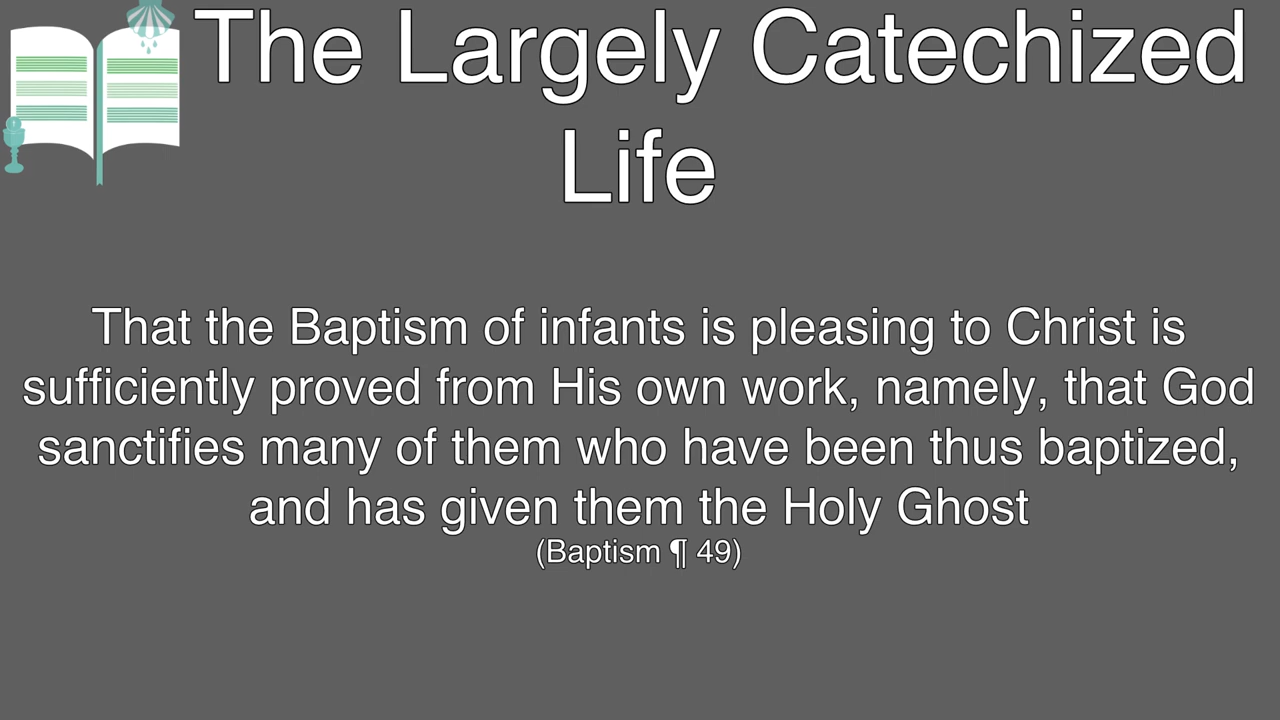 The Largely Catechized
Life
That the Baptism of infants is pleasing to Christ is
sufficiently proved from His own work, namely, that God
sanctifies many of them who have been thus baptized,
and has given them the Holy Ghost
(Baptism ¶ 49)